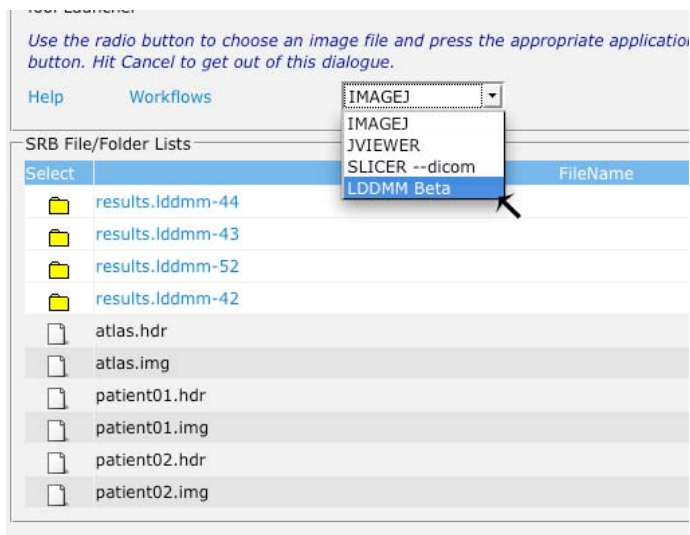 Use the radio button to choose an image file and press the appropriate
button. Hit Cancel to get out of this dialogue.
Help Workflows IMAGEJ
IMAGEJ
JVIEWER
SLICER --dicom
LDDMM Beta
SRB File/Folder Lists
Select FileName
results.lddmm-44
results.lddmm-43
results.lddmm-52
results.lddmm-42
atlas.hdr
atlas.img
patient01.hdr
patient01.img
patient02.hdr
patient02.img